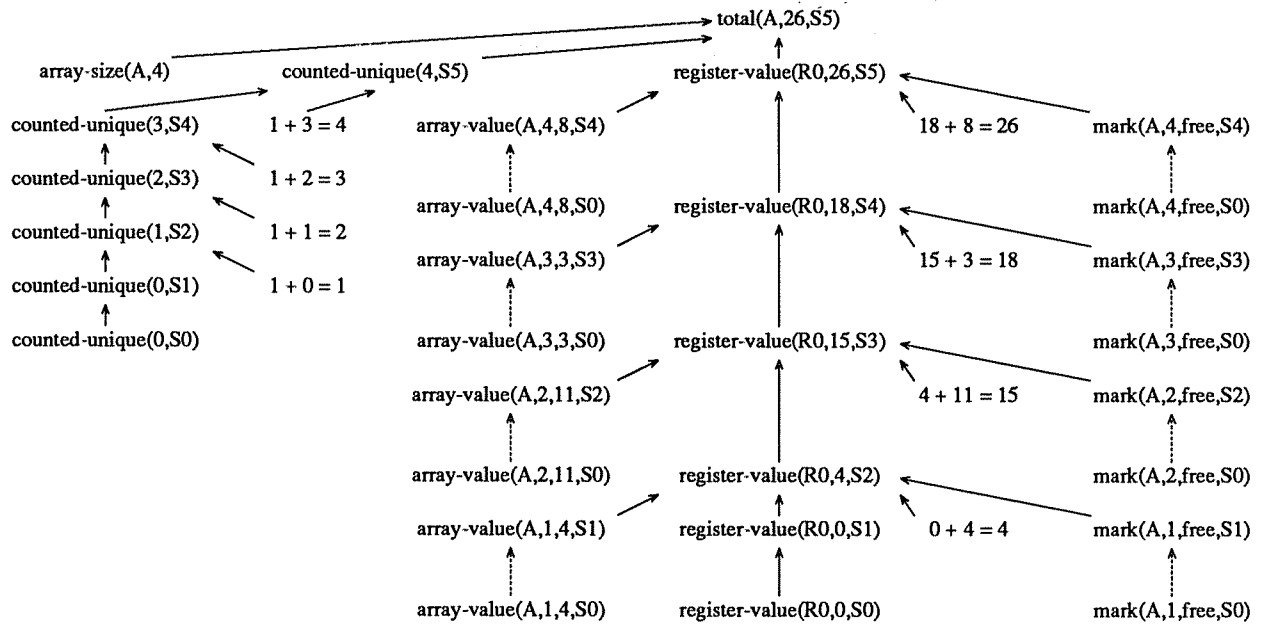 total(A,26,S5)
array-size(A,4) counted-unique(4,S5) register-value(R0,26,S5)
counted-unique(3,S4) 1 + 3 = 4 array-value(A,4,8,S4) 18 + 8 = 26 mark(A,4,free,S4)
counted-unique(2,S3) 1 + 2 = 3
array-value(A,4,8,S0) register-value(R0,18,S4) mark(A,4,free,S0)
counted-unique(1,S2) 1 + 1 = 2
array-value(A,3,3,S3) 15 + 3 = 18 mark(A,3,free,S3)
counted-unique(0,S1) 1 + 0 = 1
counted-unique(0,S0) array-value(A,3,3,S0) register-value(R0,15,S3) mark(A,3,free,S0)
array-value(A,2,11,S2) 4 + 11 = 15 mark(A,2,free,S2)
array-value(A,2,11,S0) register-value(R0,4,S2) mark(A,2,free,S0)
array-value(A,1,4,S1) register-value(R0,0,S1) 0 + 4 = 4 mark(A,1,free,S1)
array-value(A,1,4,S0) register-value(R0,0,S0) mark(A,1,free,S0)